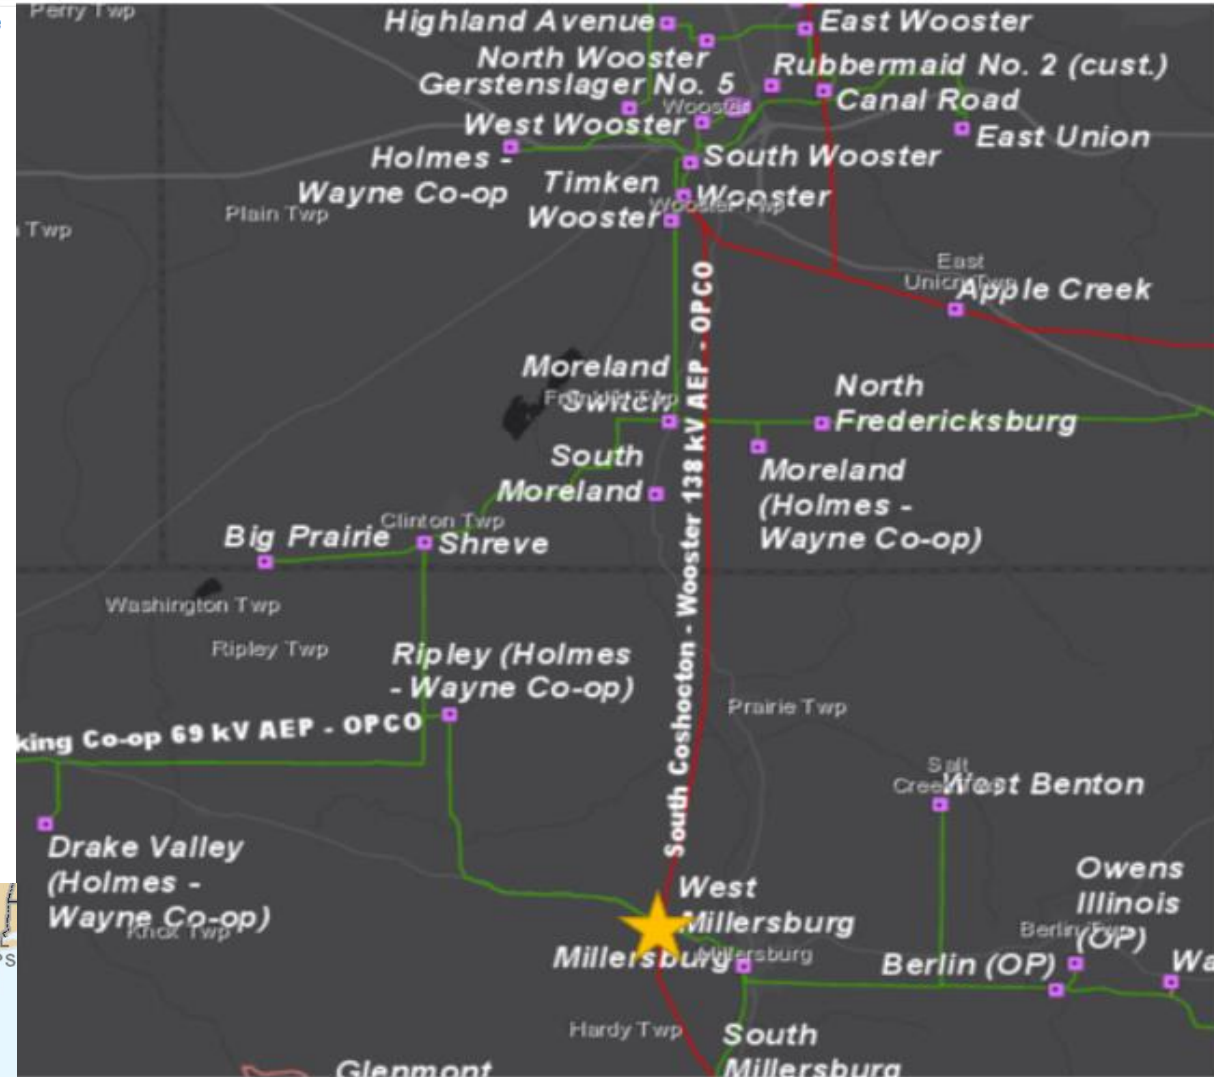 Perry Twp
Highland Avenue
East Wooster
North Wooster
Rubbermaid No. 2 (cust.)
Gerstenslager No. 5
Wooster
Canal Road
West Wooster
East Union
Holmes -
Wayne Co-op
South Wooster
Timken
Wooster
Wooster
Wooster Twp
Plain Twp
Twp
East
Union Twp
Apple Creek
South Coshocton - Wooster 138 kV AEP - OPCO
Moreland
Switch
Franklin Twp
North
Fredericksburg
South
Moreland
Moreland
(Holmes -
Wayne Co-op)
Clinton Twp
Big Prairie
Shreve
Washington Twp
Ripley Twp
Ripley (Holmes
- Wayne Co-op)
Prairie Twp
king Co-op 69 kV AEP - OPCO
Salt
Creek Twp
West Benton
Drake Valley
(Holmes -
Wayne Co-op)
Knox Twp
West
Millersburg
Millersburg
Millersburg
Owens
Illinois
(OP)
Berlin Twp
Berlin (OP)
Wa
Hardy Twp
South
Millersburg
Glenmont
PS